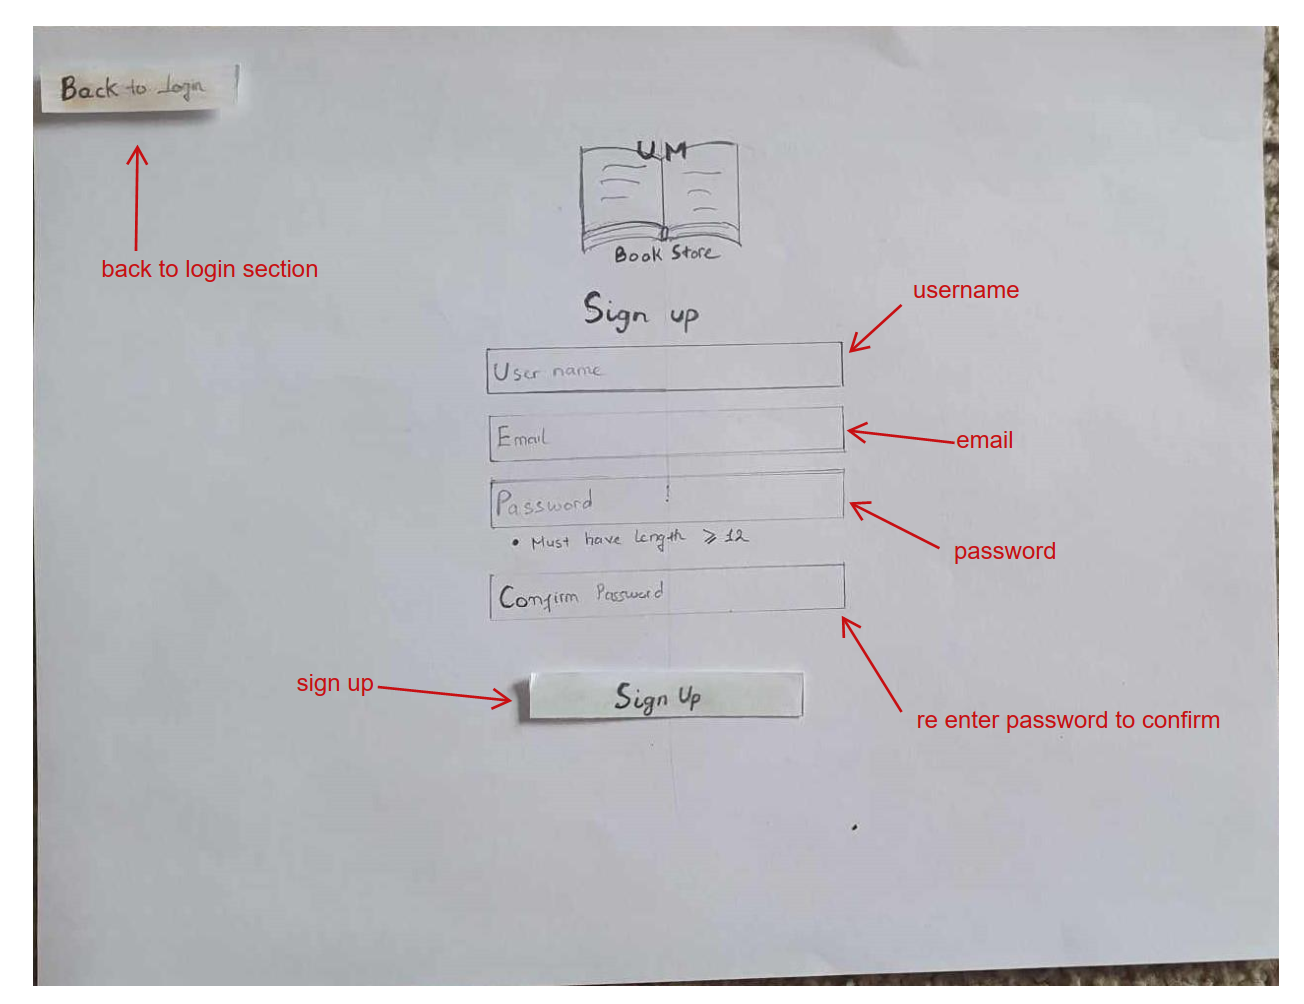 Back to Login
back to login section
UM
Book Store
Sign up
username
User name
Email
email
Password
• Must have length ⩾ 12
password
Confirm Password
sign up
Sign Up
re enter password to confirm